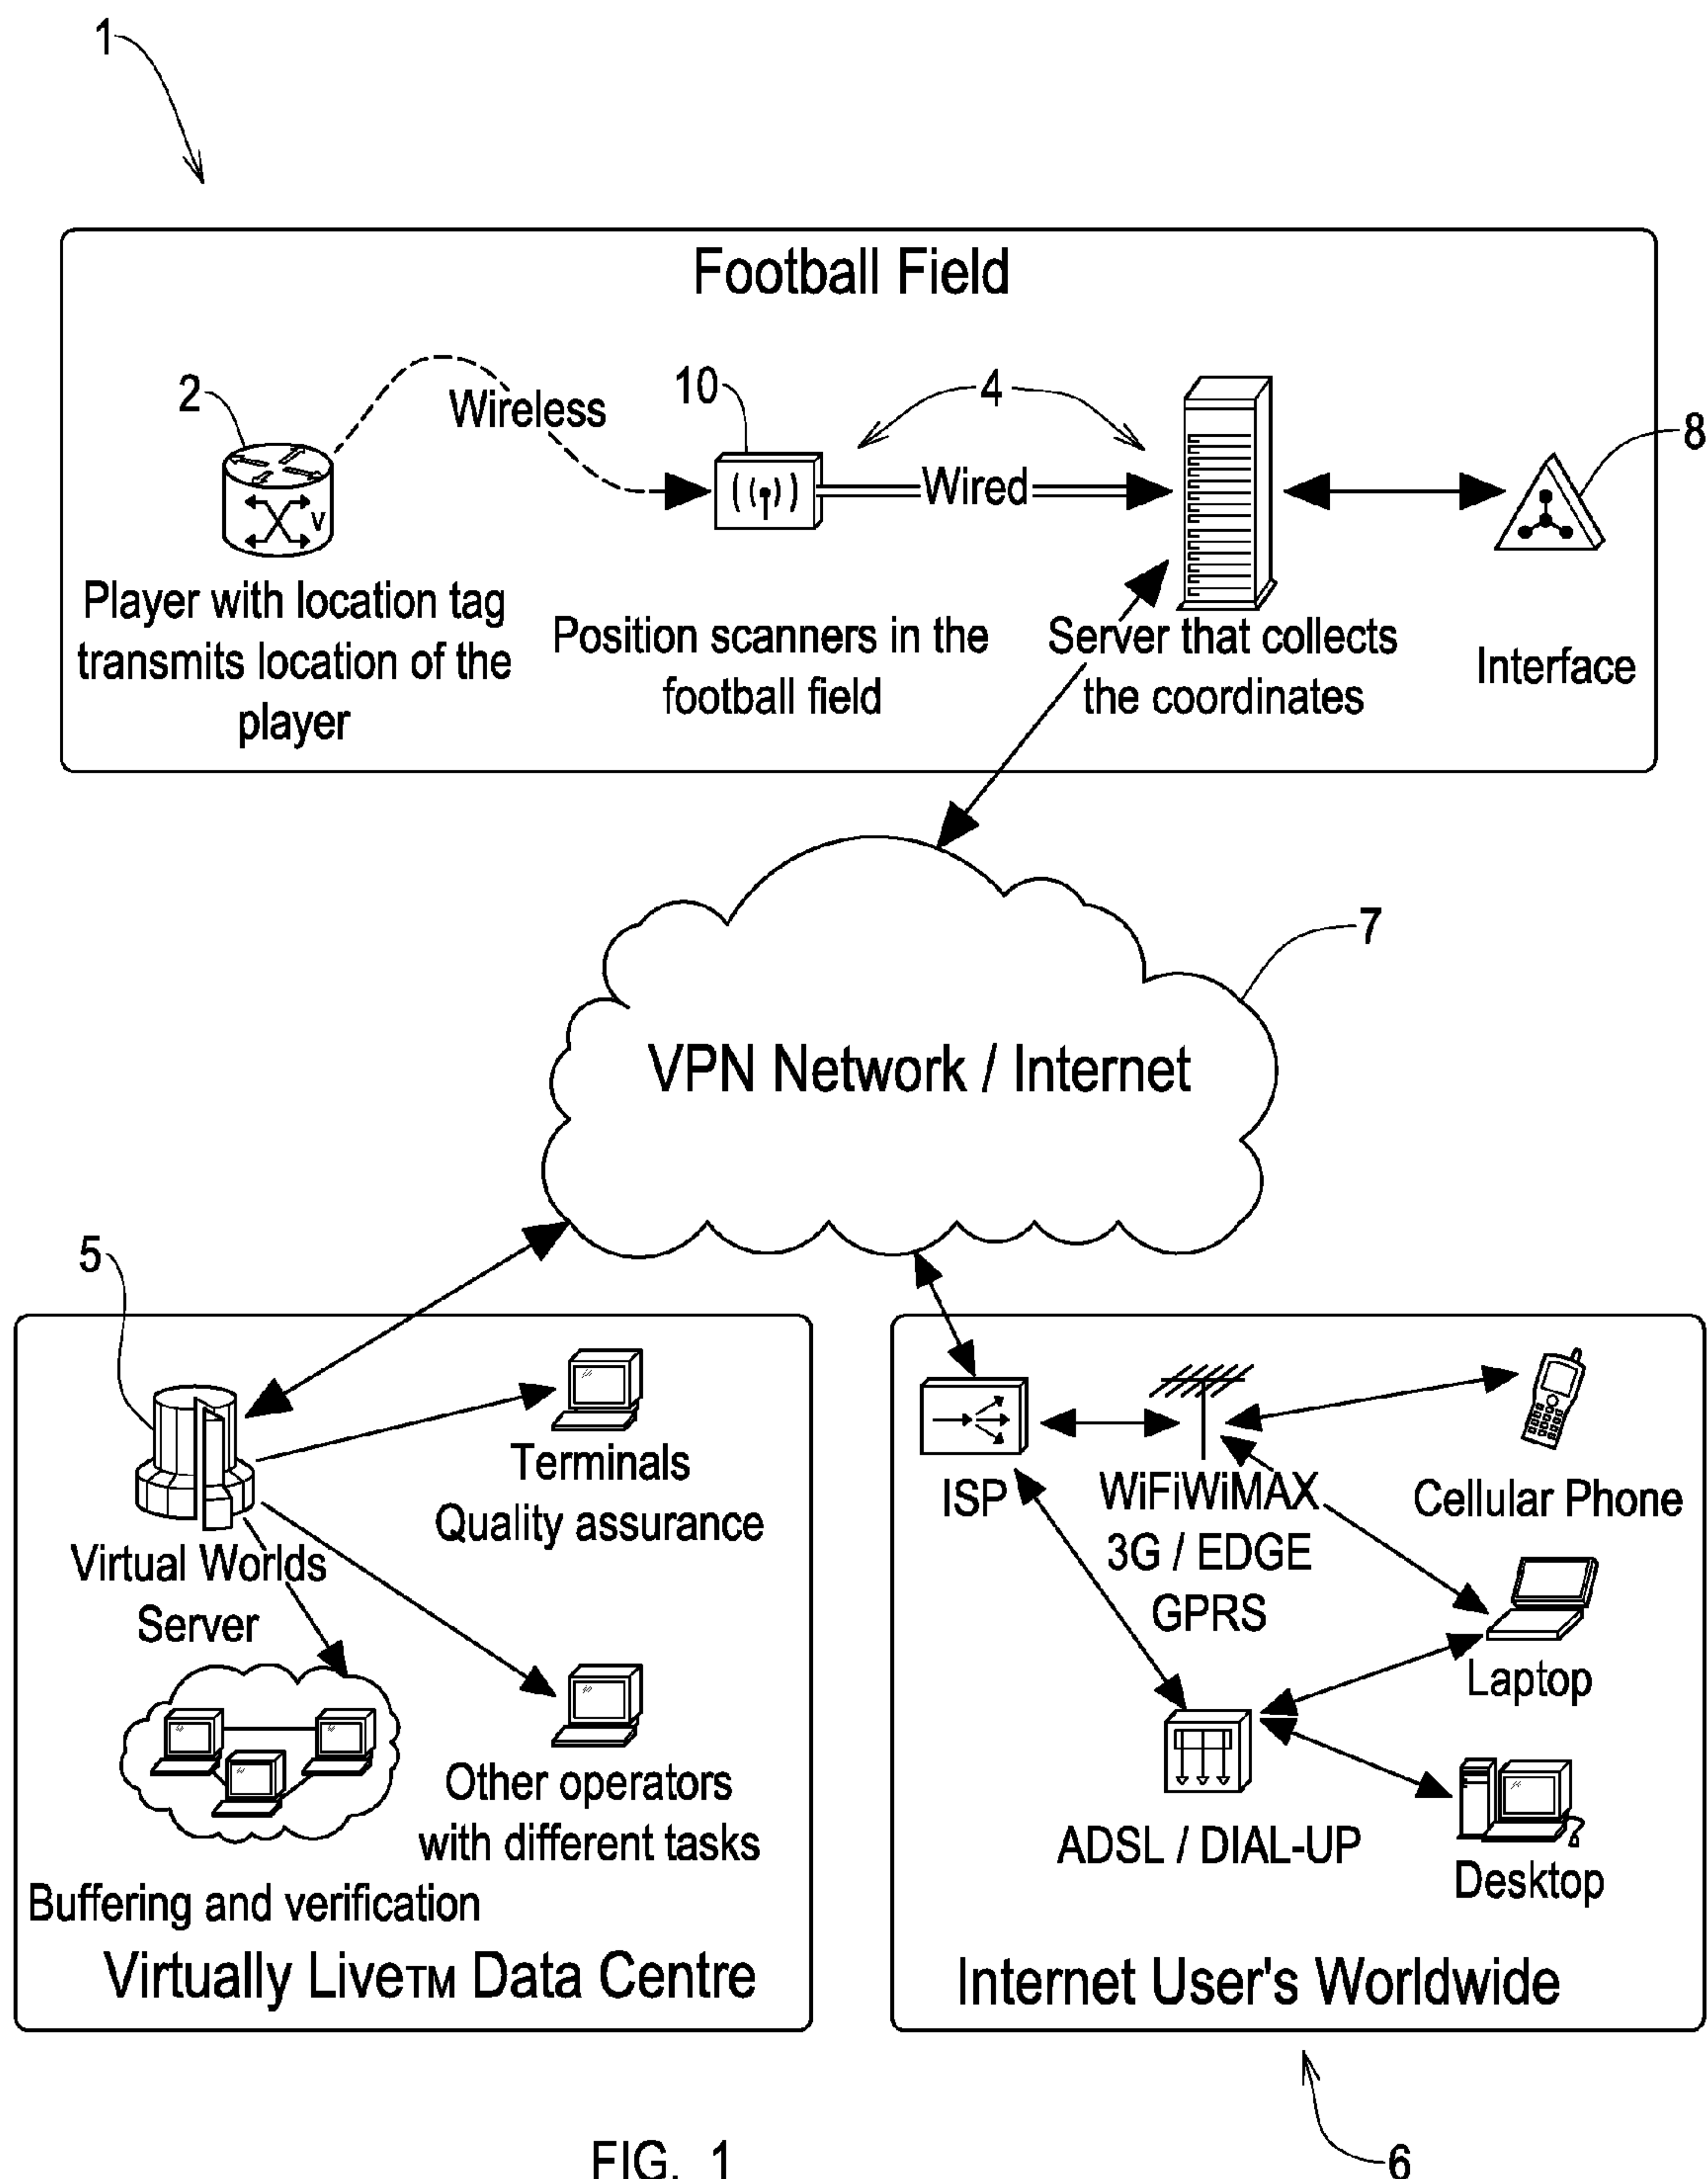 1
Football Field
2
Wireless
10
4
8
Wired
V
Player with location tag
transmits location of the
player
Position scanners in the
football field
Server that collects
the coordinates
Interface
7
VPN Network / Internet
5
Terminals
Quality assurance
Virtual Worlds
Server
Other operators
with different tasks
Buffering and verification
Virtually Live™ Data Centre
ISP
WiFiWiMAX
3G / EDGE
GPRS
Cellular Phone
Laptop
ADSL / DIAL-UP
Desktop
Internet User's Worldwide
6
FIG. 1